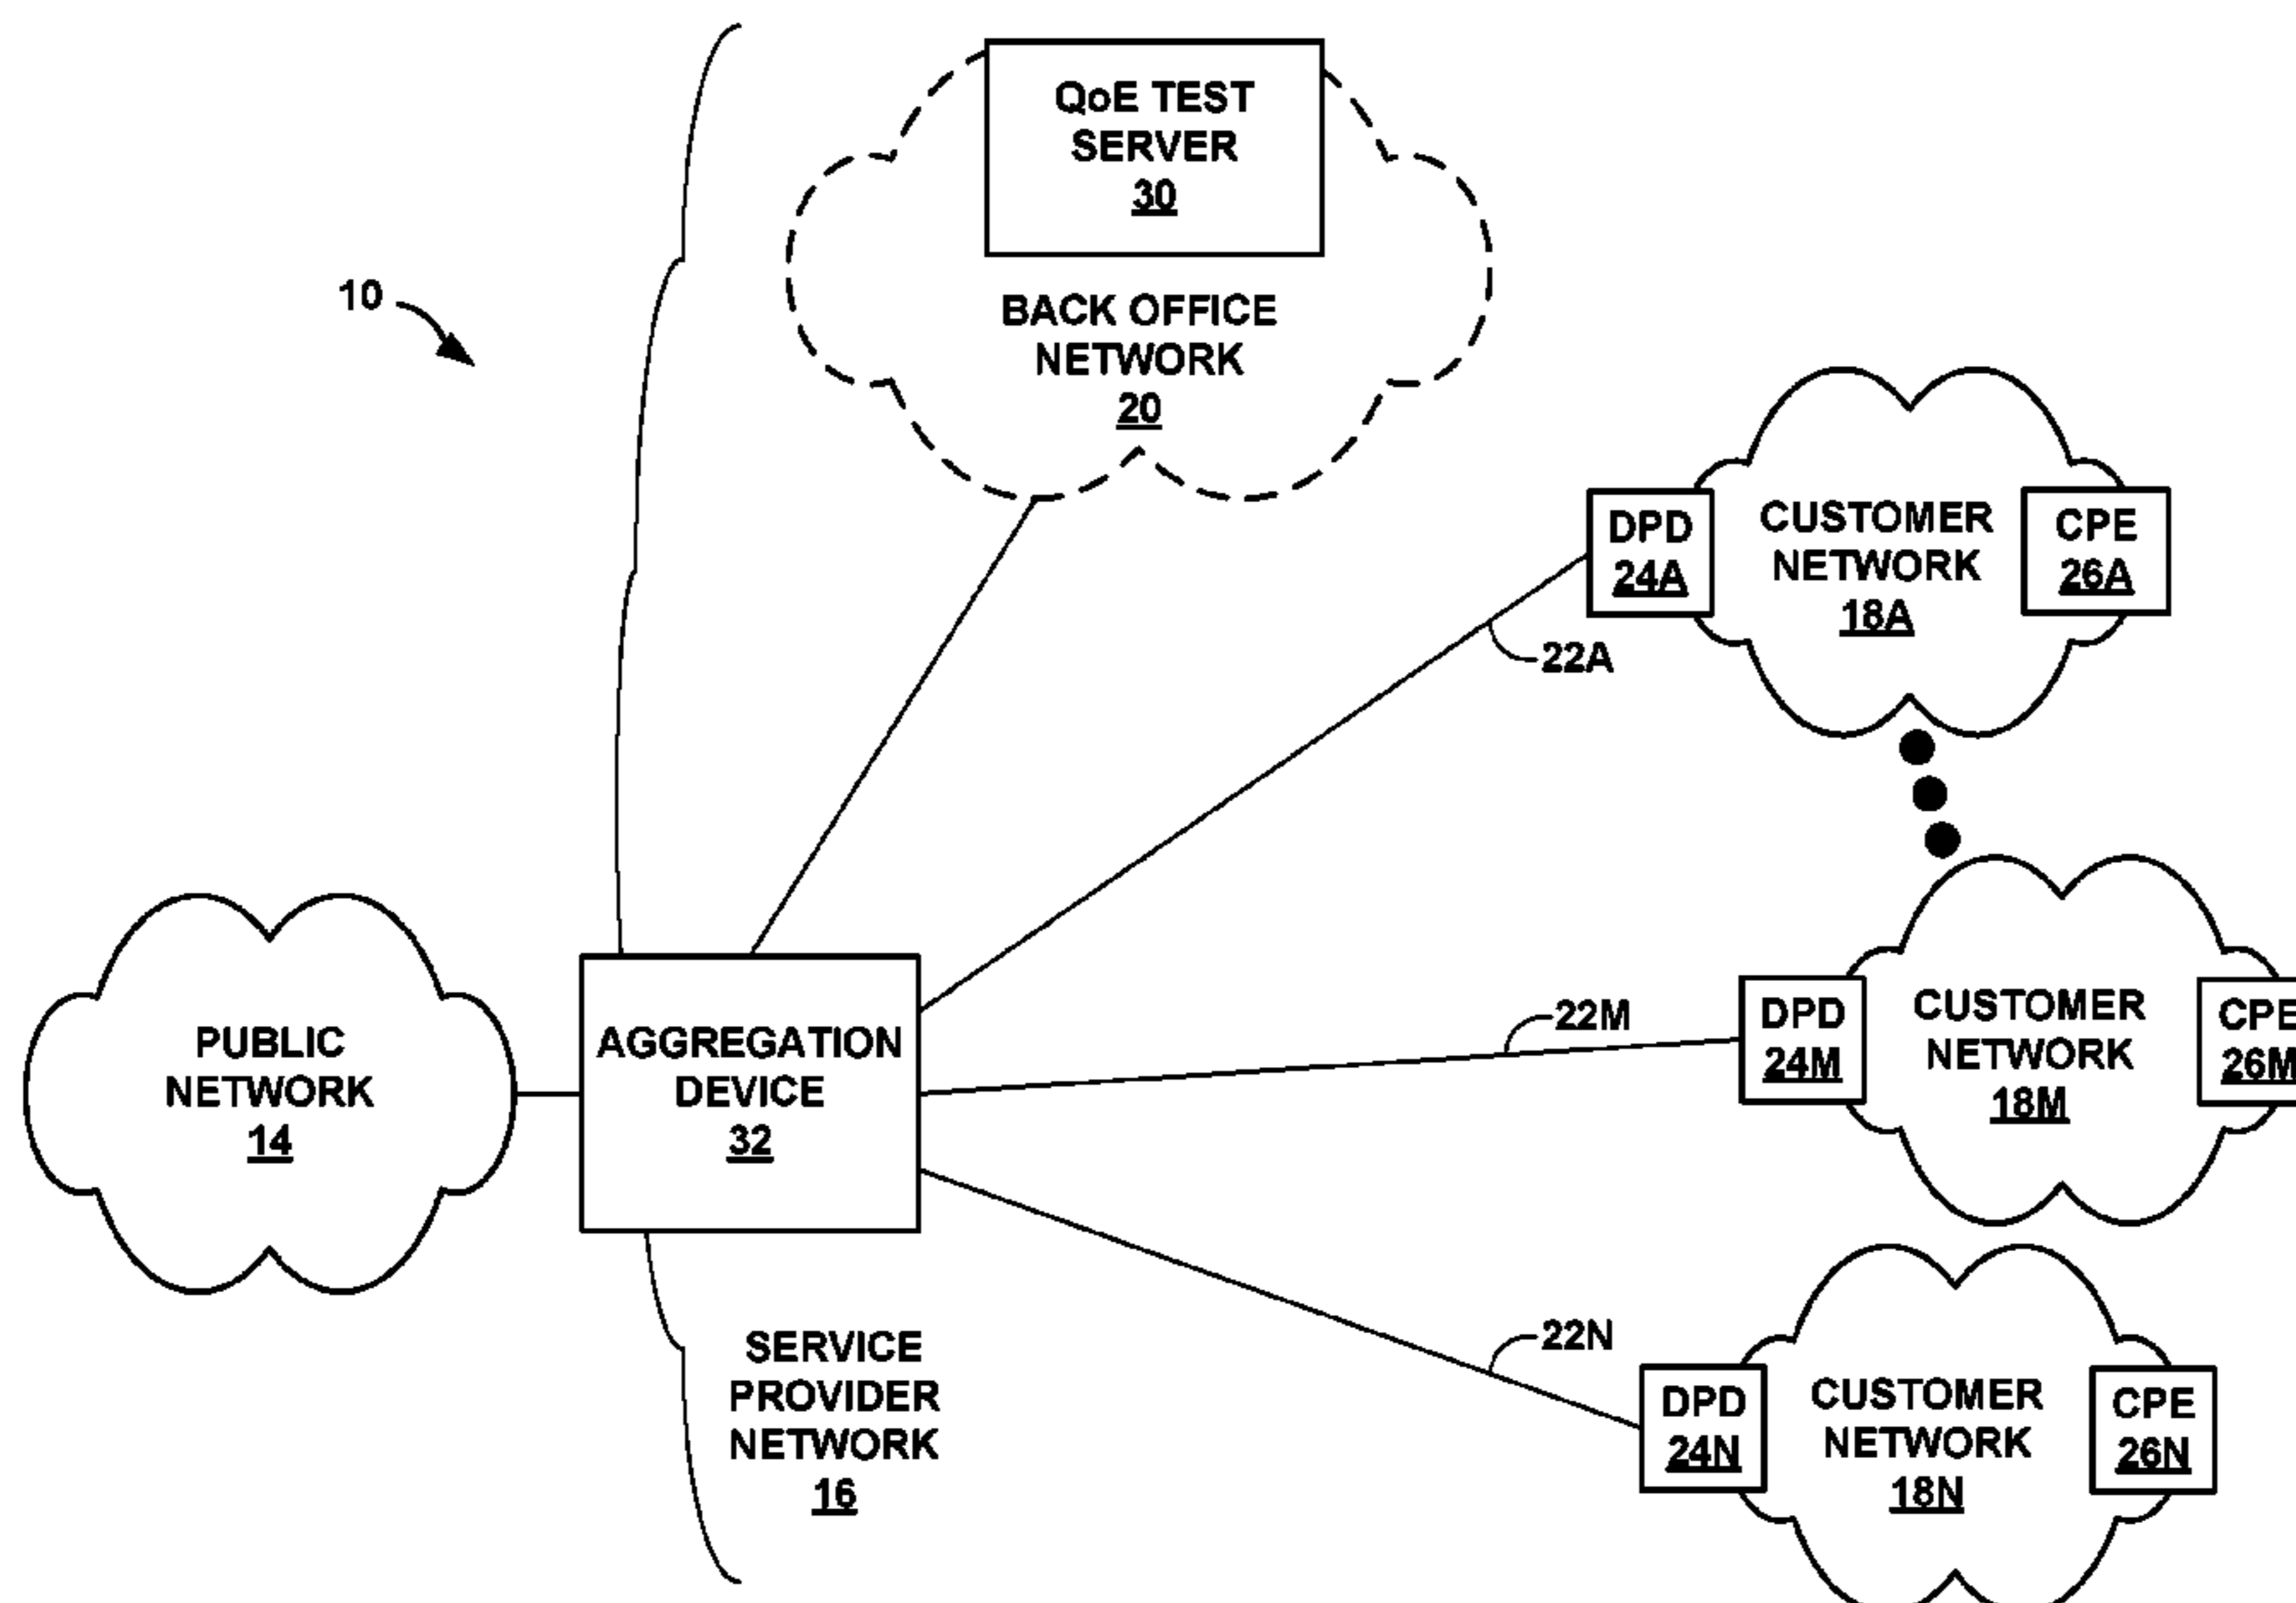 QoE TEST
SERVER
30
10
BACK OFFICE
NETWORK
20
DPD
24A
CUSTOMER
NETWORK
18A
CPE
26A
22A
PUBLIC
NETWORK
14
AGGREGATION
DEVICE
32
22M
DPD
24M
CUSTOMER
NETWORK
18M
CPE
26M
SERVICE
PROVIDER
NETWORK
16
22N
DPD
24N
CUSTOMER
NETWORK
18N
CPE
26N